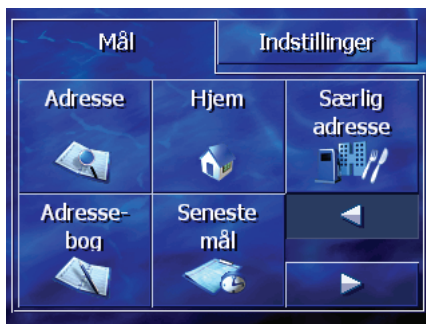 Mål
Indstillinger
Adresse
Hjem
Særlig
adresse
Adresse-
bog
Seneste
mål